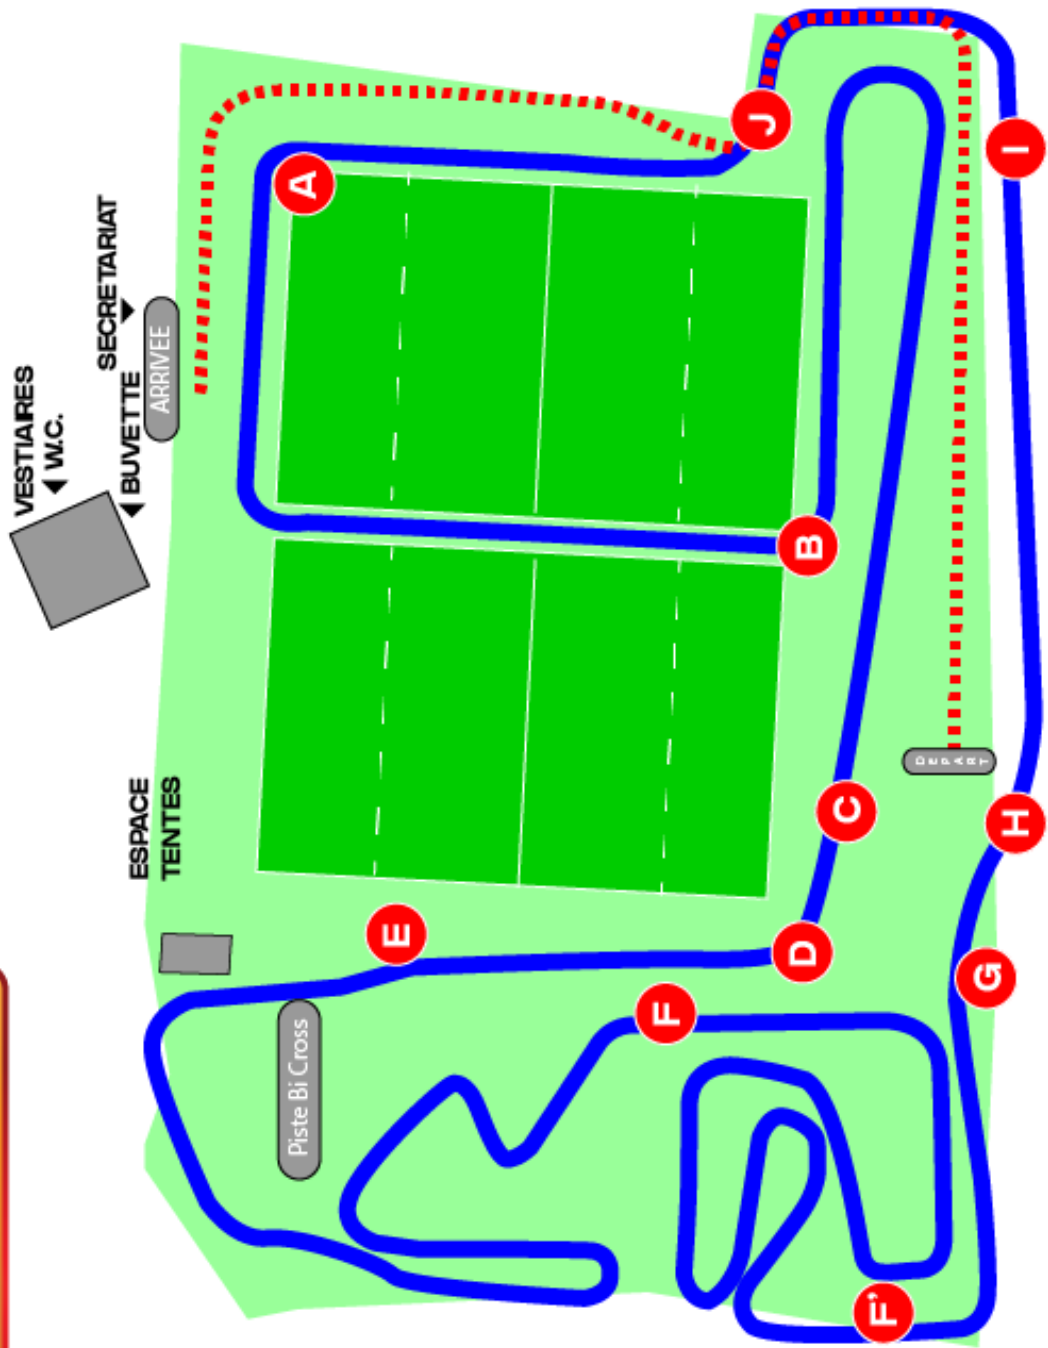 VESTIAIRES
W.C.
BUVETTE
SECRETARIAT
ARRIVEE
ESPACE
TENTES
Piste Bi Cross
DEPART
A
B
C
D
E
F
F'
G
H
I
J